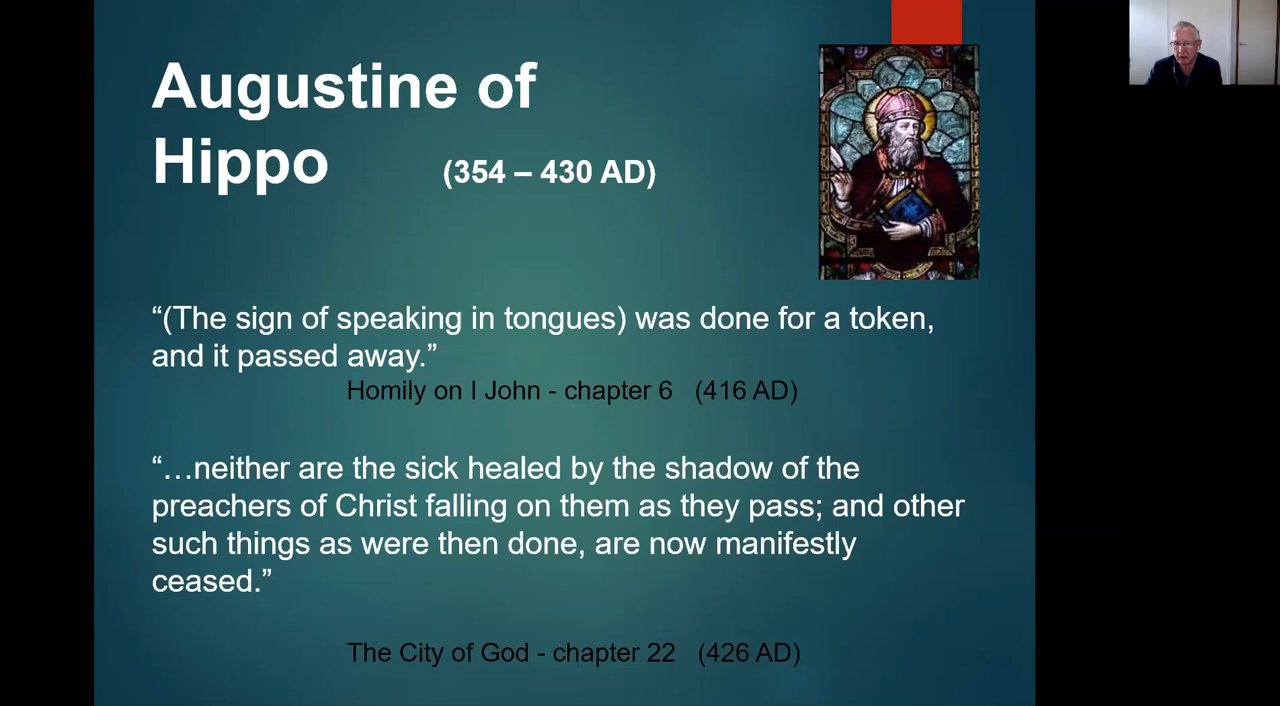 Augustine of
Hippo (354 – 430 AD)
“(The sign of speaking in tongues) was done for a token,
and it passed away.”
Homily on I John - chapter 6 (416 AD)
“…neither are the sick healed by the shadow of the
preachers of Christ falling on them as they pass; and other
such things as were then done, are now manifestly
ceased.”
The City of God - chapter 22 (426 AD)